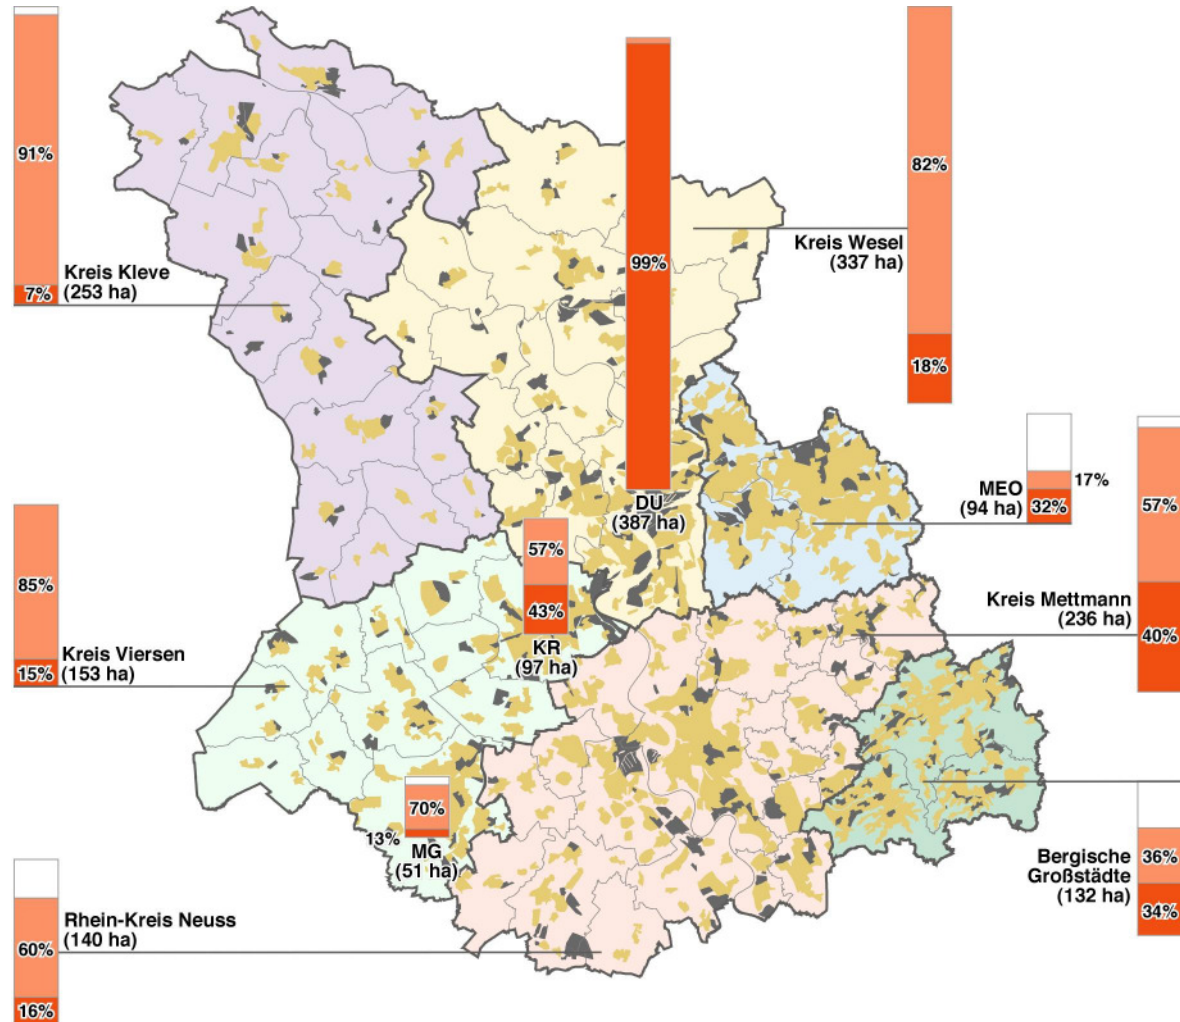 91%
7%
Kreis Kleve
(253 ha)
99%
DU
(387 ha)
82%
18%
Kreis Wesel
(337 ha)
MEO
(94 ha)
17%
32%
57%
40%
Kreis Mettmann
(236 ha)
85%
15%
Kreis Viersen
(153 ha)
57%
43%
KR
(97 ha)
70%
13%
MG
(51 ha)
Bergische
Großstädte
(132 ha)
36%
34%
Rhein-Kreis Neuss
(140 ha)
60%
16%